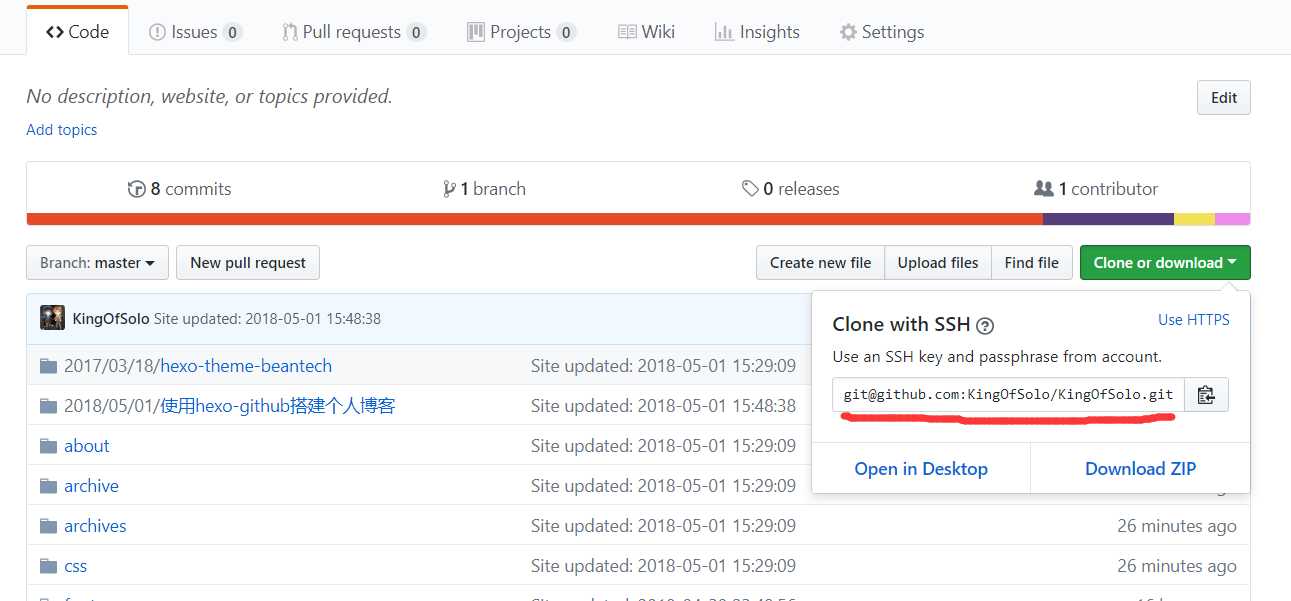 Code Issues 0 Pull requests 0 Projects 0 Wiki Insights Settings
No description, website, or topics provided.
Edit
Add topics
8 commits 1 branch 0 releases 1 contributor
Branch: master New pull request Create new file Upload files Find file Clone or download
KingOfSolo Site updated: 2018-05-01 15:48:38
Clone with SSH Use HTTPS
Use an SSH key and passphrase from account.
git@github.com:KingOfSolo/KingOfSolo.git
Open in Desktop Download ZIP
2017/03/18/hexo-theme-beantech Site updated: 2018-05-01 15:29:09
2018/05/01/使用hexo-github搭建个人博客 Site updated: 2018-05-01 15:48:38
about Site updated: 2018-05-01 15:29:09
archive Site updated: 2018-05-01 15:29:09
archives Site updated: 2018-05-01 15:29:09 26 minutes ago
css Site updated: 2018-05-01 15:29:09 26 minutes ago